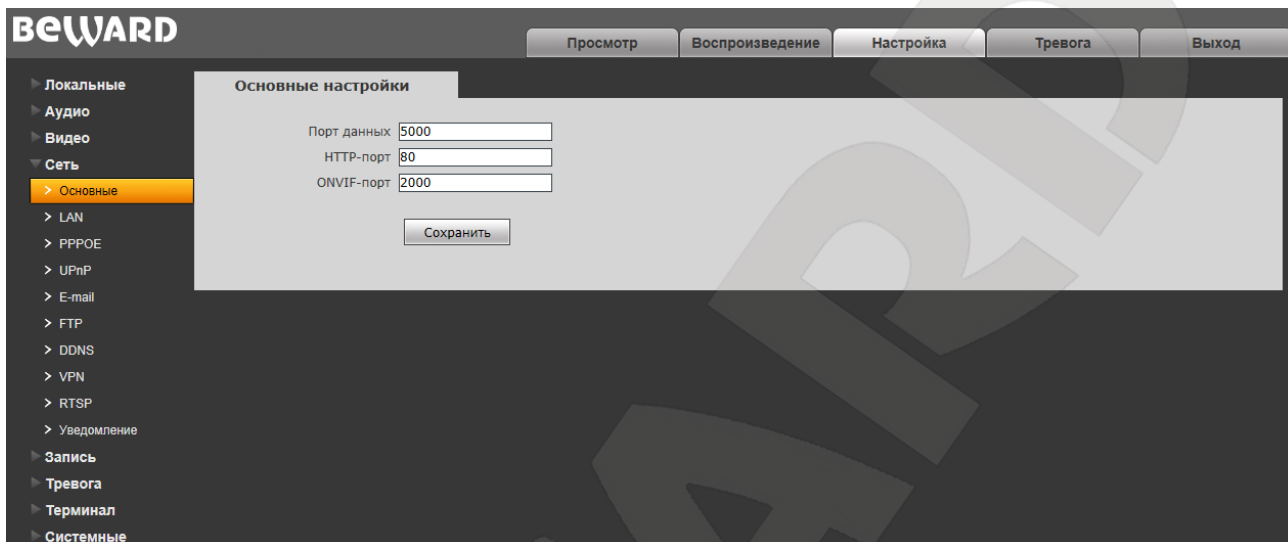 BEWARD
Просмотр
Воспроизведение
Настройка
Тревога
Выход
Локальные
Аудио
Видео
Сеть
Основные
LAN
PPPOE
UPnP
E-mail
FTP
DDNS
VPN
RTSP
Уведомление
Запись
Тревога
Терминал
Системные
Основные настройки
Порт данных 5000
HTTP-порт 80
ONVIF-порт 2000
Сохранить